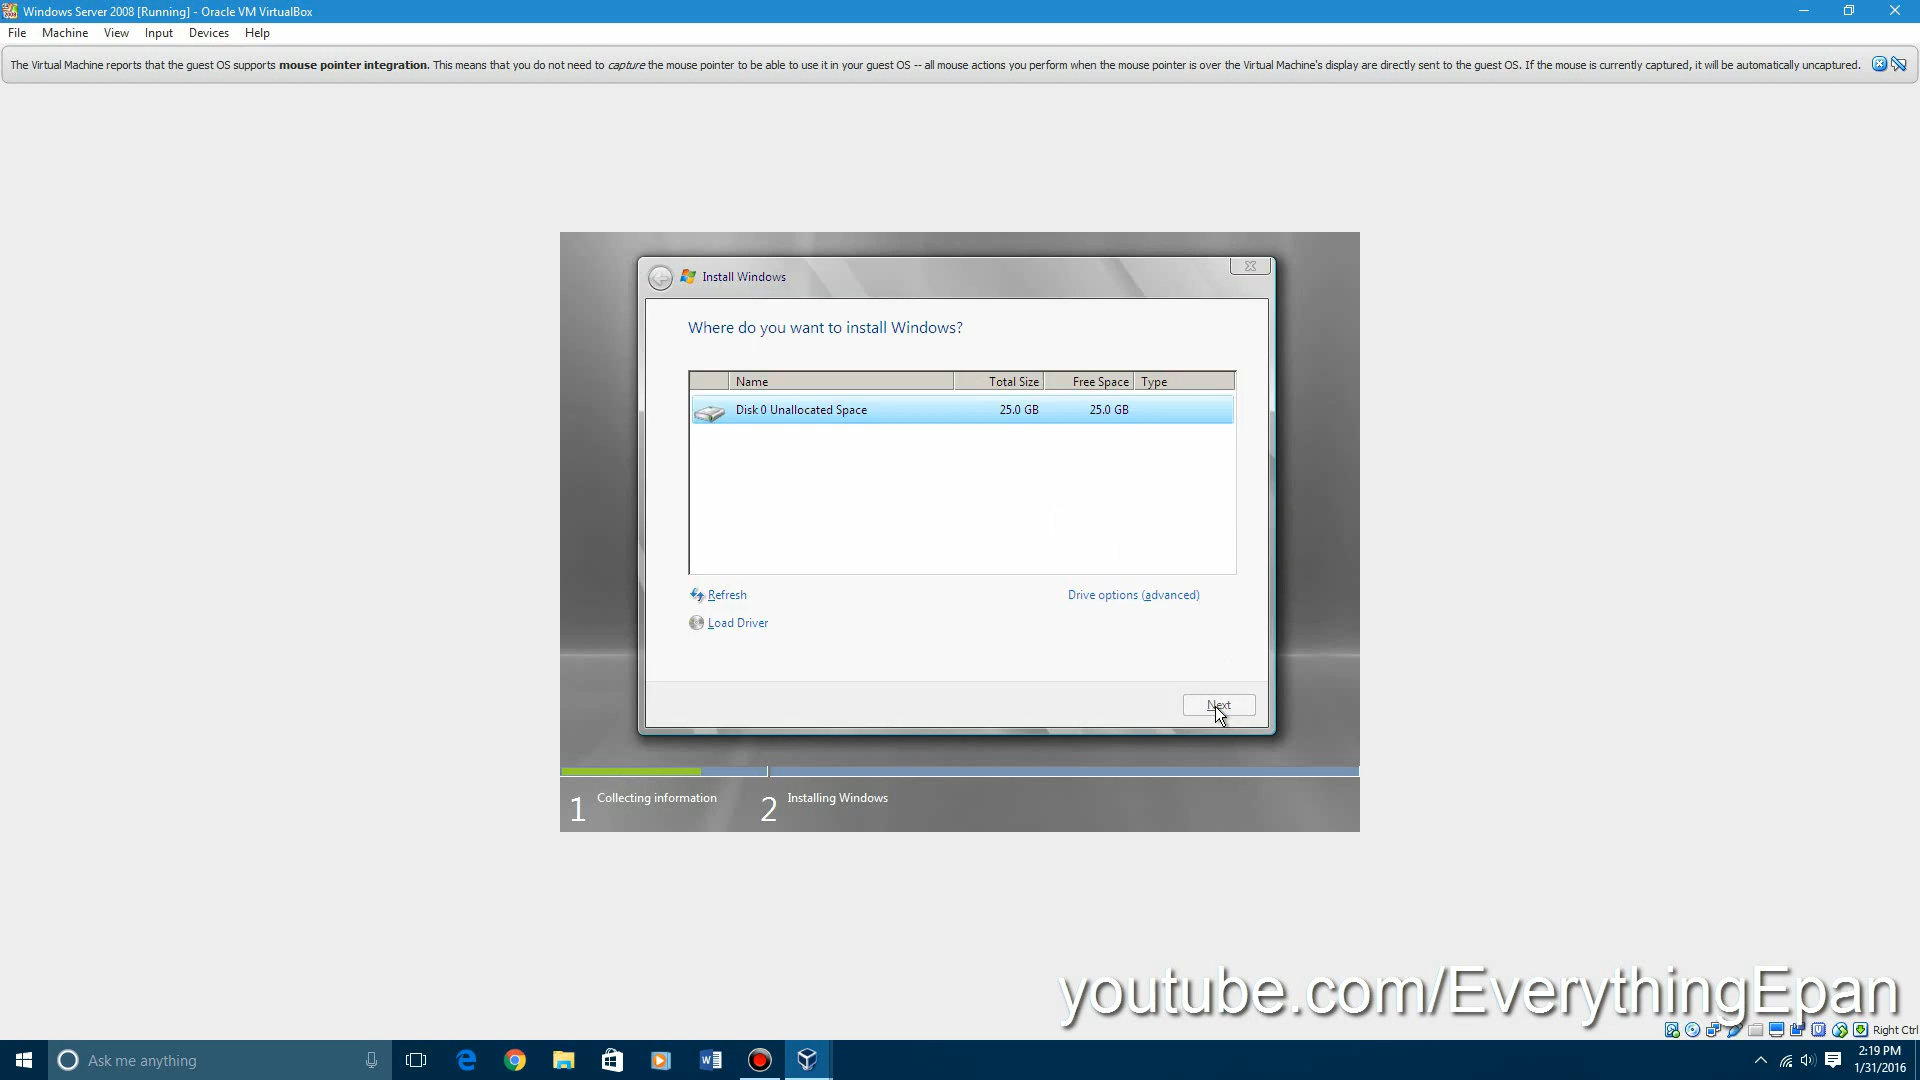 Windows Server 2008 [Running] - Oracle VM VirtualBox
File Machine View Input Devices Help
The Virtual Machine reports that the guest OS supports mouse pointer integration. This means that you do not need to capture the mouse pointer to be able to use it in your guest OS -- all mouse actions you perform when the mouse pointer is over the Virtual Machine's display are directly sent to the guest OS. If the mouse is currently captured, it will be automatically uncaptured.
Install Windows
Where do you want to install Windows?
Name Total Size Free Space Type
Disk 0 Unallocated Space 25.0 GB 25.0 GB
Refresh Drive options (advanced)
Load Driver
Next
1 Collecting information 2 Installing Windows
youtube.com/EverythingEpan
Right Ctrl
Ask me anything
2:19 PM
1/31/2016